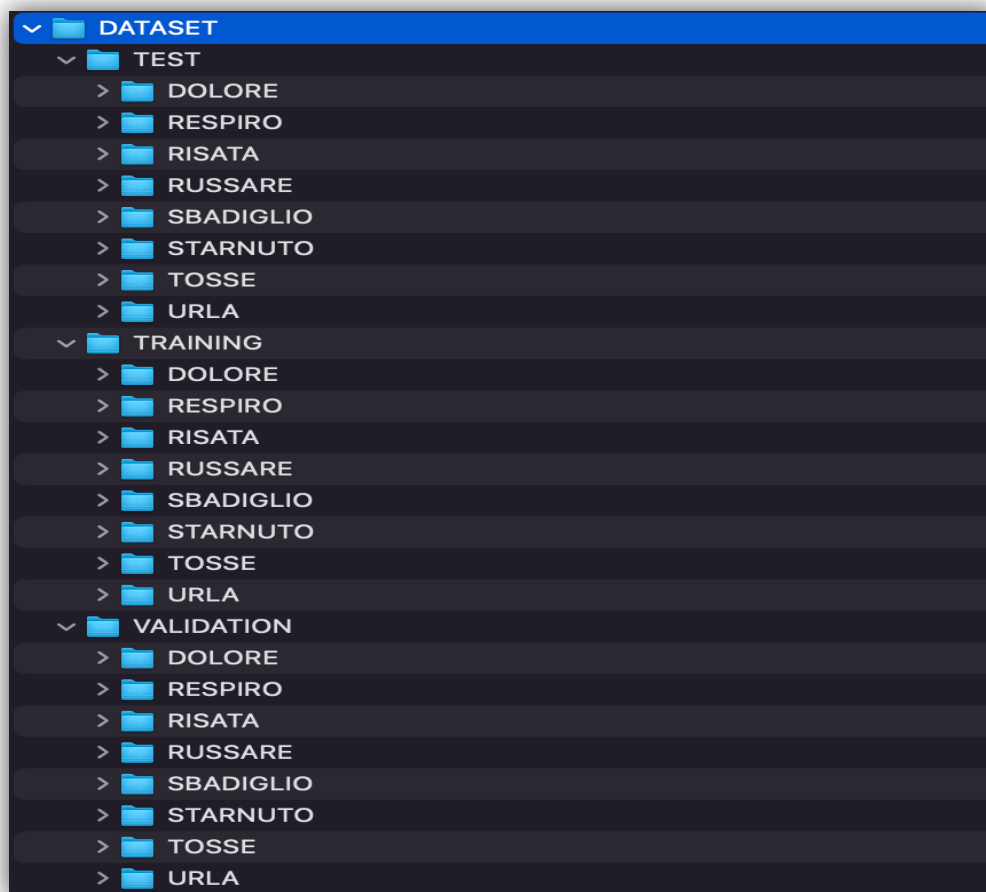 DATASET
TEST
DOLORE
RESPIRO
RISATA
RUSSARE
SBADIGLIO
STARNUTO
TOSSE
URLA
TRAINING
DOLORE
RESPIRO
RISATA
RUSSARE
SBADIGLIO
STARNUTO
TOSSE
URLA
VALIDATION
DOLORE
RESPIRO
RISATA
RUSSARE
SBADIGLIO
STARNUTO
TOSSE
URLA